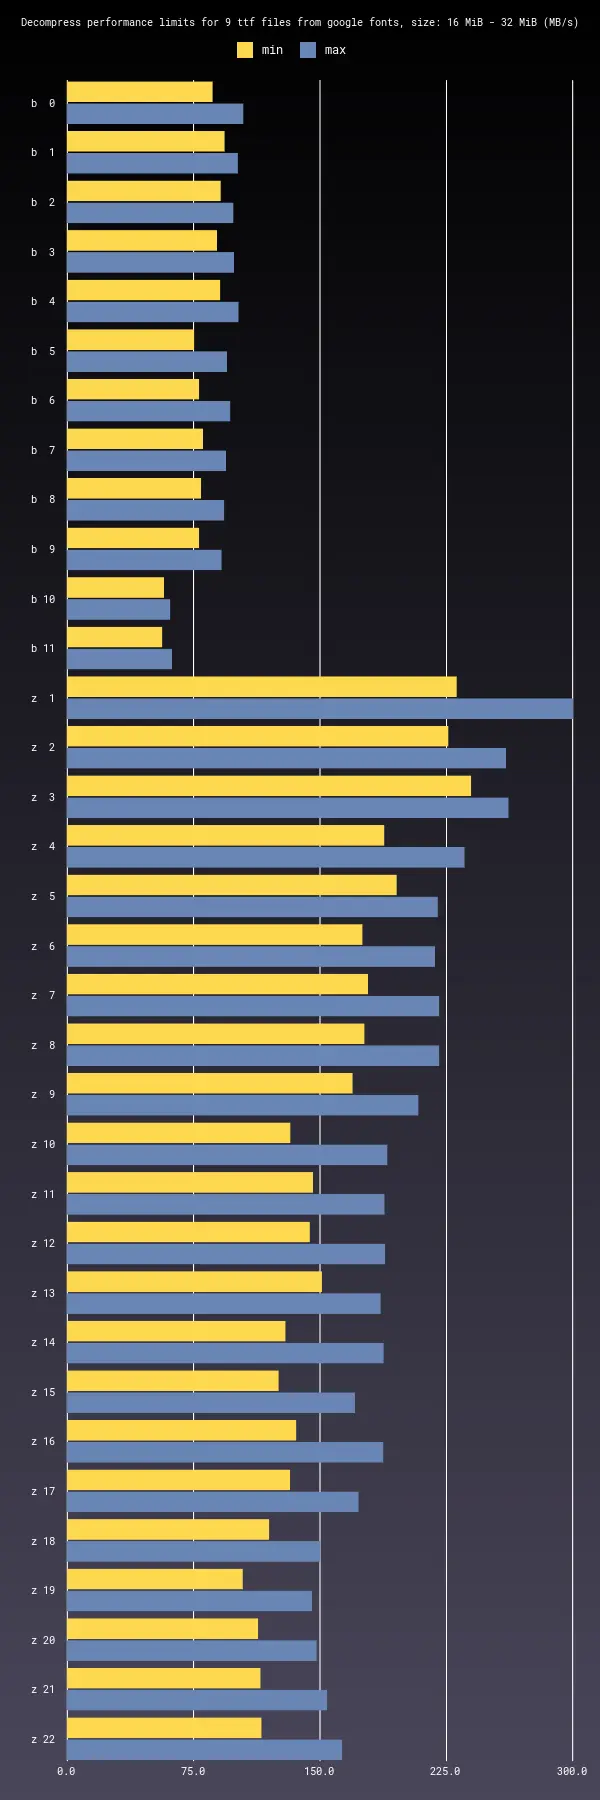 Decompress performance limits for 9 ttf files from google fonts, size: 16 MiB - 32 MiB (MB/s)
min max
b 0
b 1
b 2
b 3
b 4
b 5
b 6
b 7
b 8
b 9
b 10
b 11
z 1
z 2
z 3
z 4
z 5
z 6
z 7
z 8
z 9
z 10
z 11
z 12
z 13
z 14
z 15
z 16
z 17
z 18
z 19
z 20
z 21
z 22
0.0 75.0 150.0 225.0 300.0